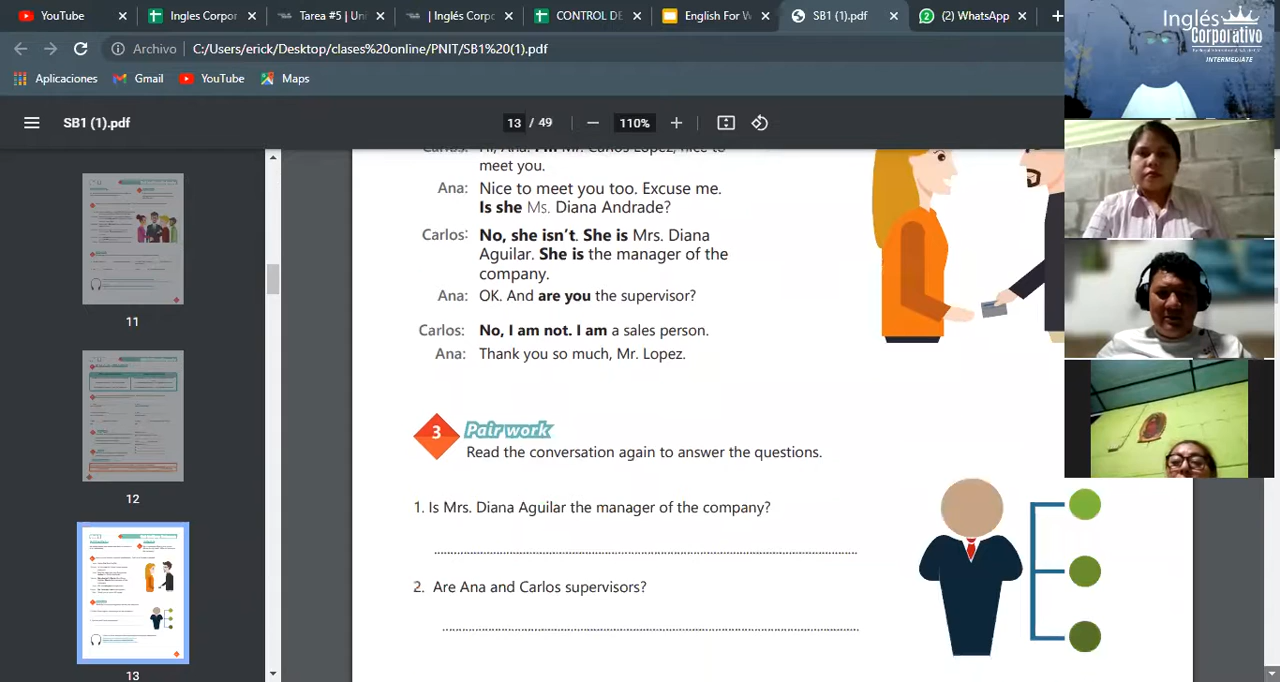 YouTube
Ingles Corpor
Tarea #5 | Uni
| Inglés Corpo
CONTROL DE
English For W
SB1 (1).pdf
(2) WhatsApp
Archivo
C:/Users/erick/Desktop/clases%20online/PNIT/SB1%20(1).pdf
Aplicaciones
Gmail
YouTube
Maps
Inglés
Corporativo
INTERMEDIATE
SB1 (1).pdf
13 / 49
110%
meet you.
Ana: Nice to meet you too. Excuse me.
Is she Ms. Diana Andrade?
Carlos: No, she isn't. She is Mrs. Diana
Aguilar. She is the manager of the
company.
Ana: OK. And are you the supervisor?
Carlos: No, I am not. I am a sales person.
Ana: Thank you so much, Mr. Lopez.
3 Pair work
Read the conversation again to answer the questions.
1. Is Mrs. Diana Aguilar the manager of the company?
2. Are Ana and Carlos supervisors?
11
12
13